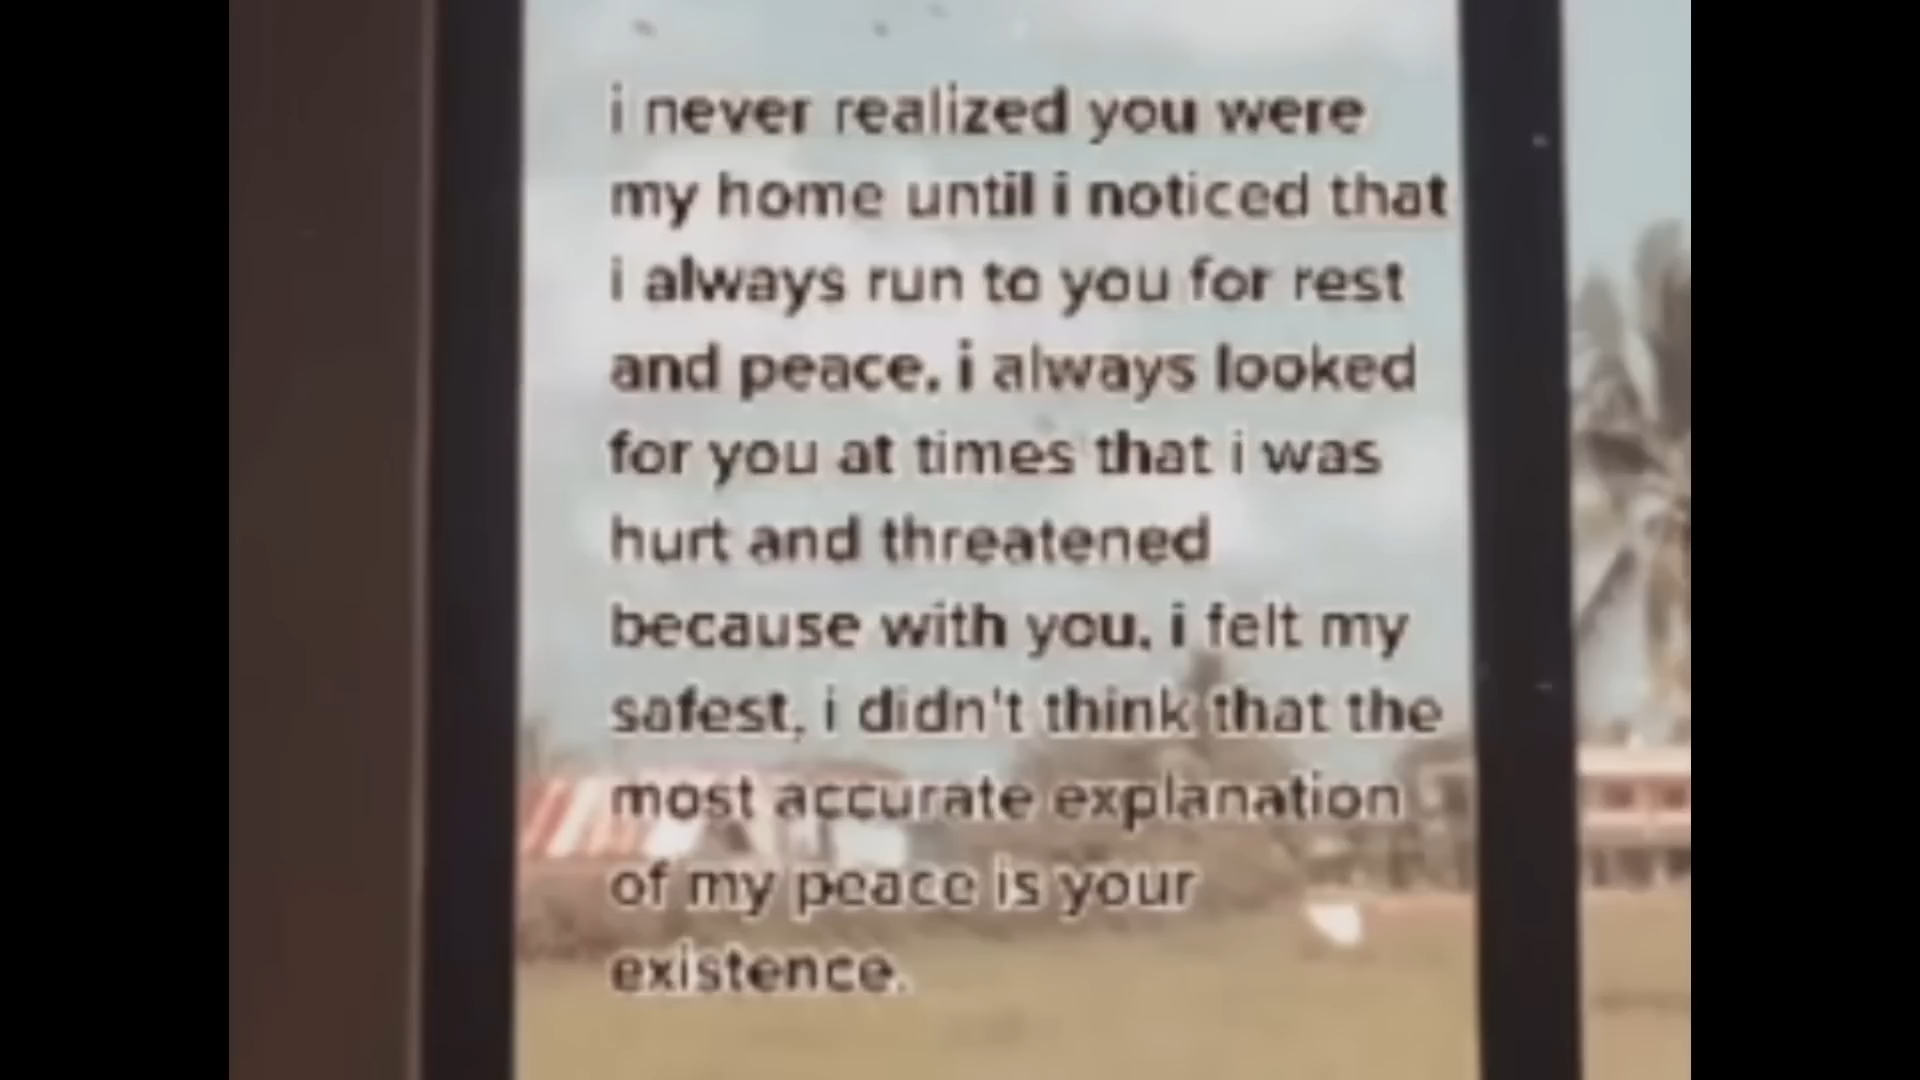 i never realized you were
my home until i noticed that
i always run to you for rest
and peace, i always looked
for you at times that i was
hurt and threatened
because with you, i felt my
safest, i didn't think that the
most accurate explanation
of my peace is your
existence.